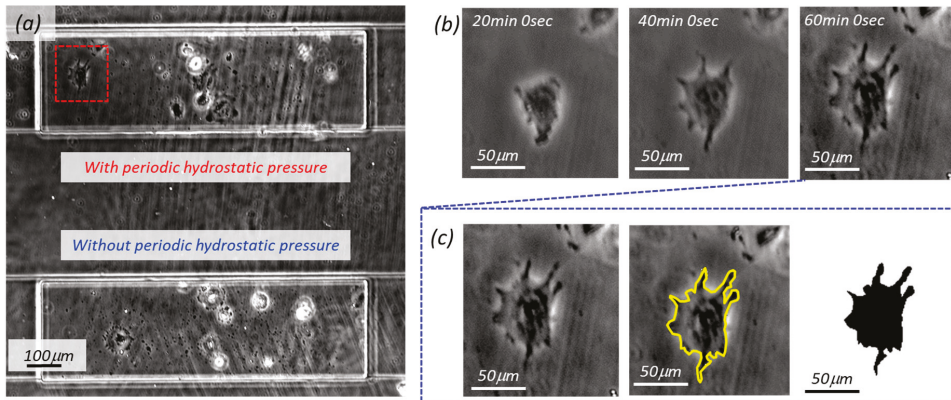 (a)
With periodic hydrostatic pressure
Without periodic hydrostatic pressure
100μm
(b)
20min 0sec
40min 0sec
60min 0sec
50μm
50μm
50μm
(c)
50μm
50μm
50μm